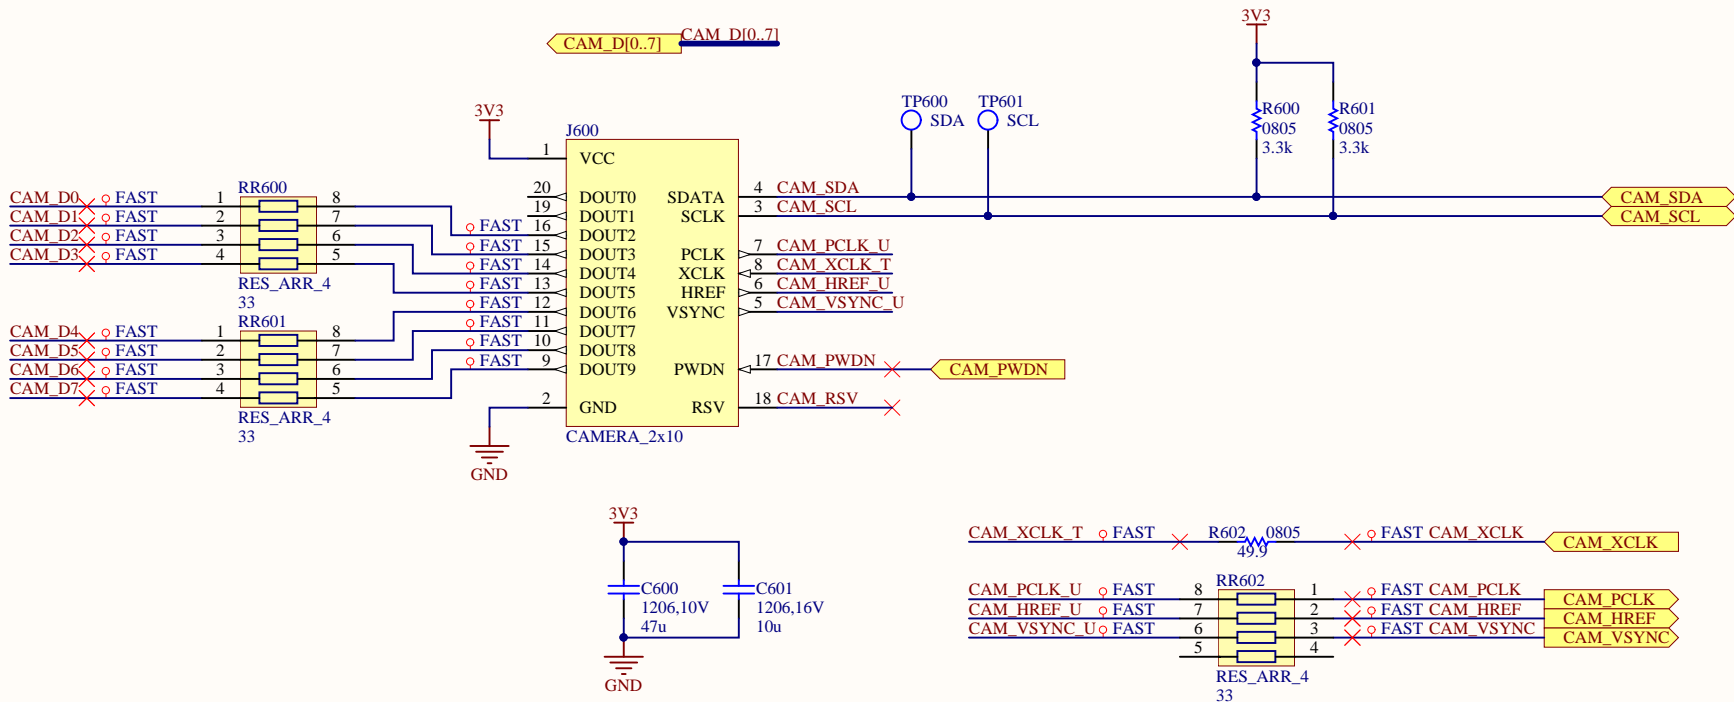 CAM_D[0..7] CAM_D[0..7]
3V3
3V3
TP600 SDA
TP601 SCL
R600
0805
3.3k
R601
0805
3.3k
J600
1 VCC
20 DOUT0
19 DOUT1
FAST 16 DOUT2
FAST 15 DOUT3
FAST 14 DOUT4
FAST 13 DOUT5
FAST 12 DOUT6
FAST 11 DOUT7
FAST 10 DOUT8
FAST 9 DOUT9
2 GND
SDATA 4 CAM_SDA
SCLK 3 CAM_SCL
PCLK 7 CAM_PCLK_U
XCLK 8 CAM_XCLK_T
HREF 6 CAM_HREF_U
VSYNC 5 CAM_VSYNC_U
PWDN 17 CAM_PWDN
RSV 18 CAM_RSV
CAMERA_2x10
GND
CAM_SDA
CAM_SCL
CAM_PWDN
RR600
CAM_D0 FAST 1 8
CAM_D1 FAST 2 7
CAM_D2 FAST 3 6
CAM_D3 FAST 4 5
RES_ARR_4
33
RR601
CAM_D4 FAST 1 8
CAM_D5 FAST 2 7
CAM_D6 FAST 3 6
CAM_D7 FAST 4 5
RES_ARR_4
33
3V3
C600
1206,10V
47u
C601
1206,16V
10u
GND
CAM_XCLK_T FAST R602 0805 FAST CAM_XCLK CAM_XCLK
49.9
RR602
CAM_PCLK_U FAST 8 1 FAST CAM_PCLK CAM_PCLK
CAM_HREF_U FAST 7 2 FAST CAM_HREF CAM_HREF
CAM_VSYNC_U FAST 6 3 FAST CAM_VSYNC CAM_VSYNC
5 4
RES_ARR_4
33